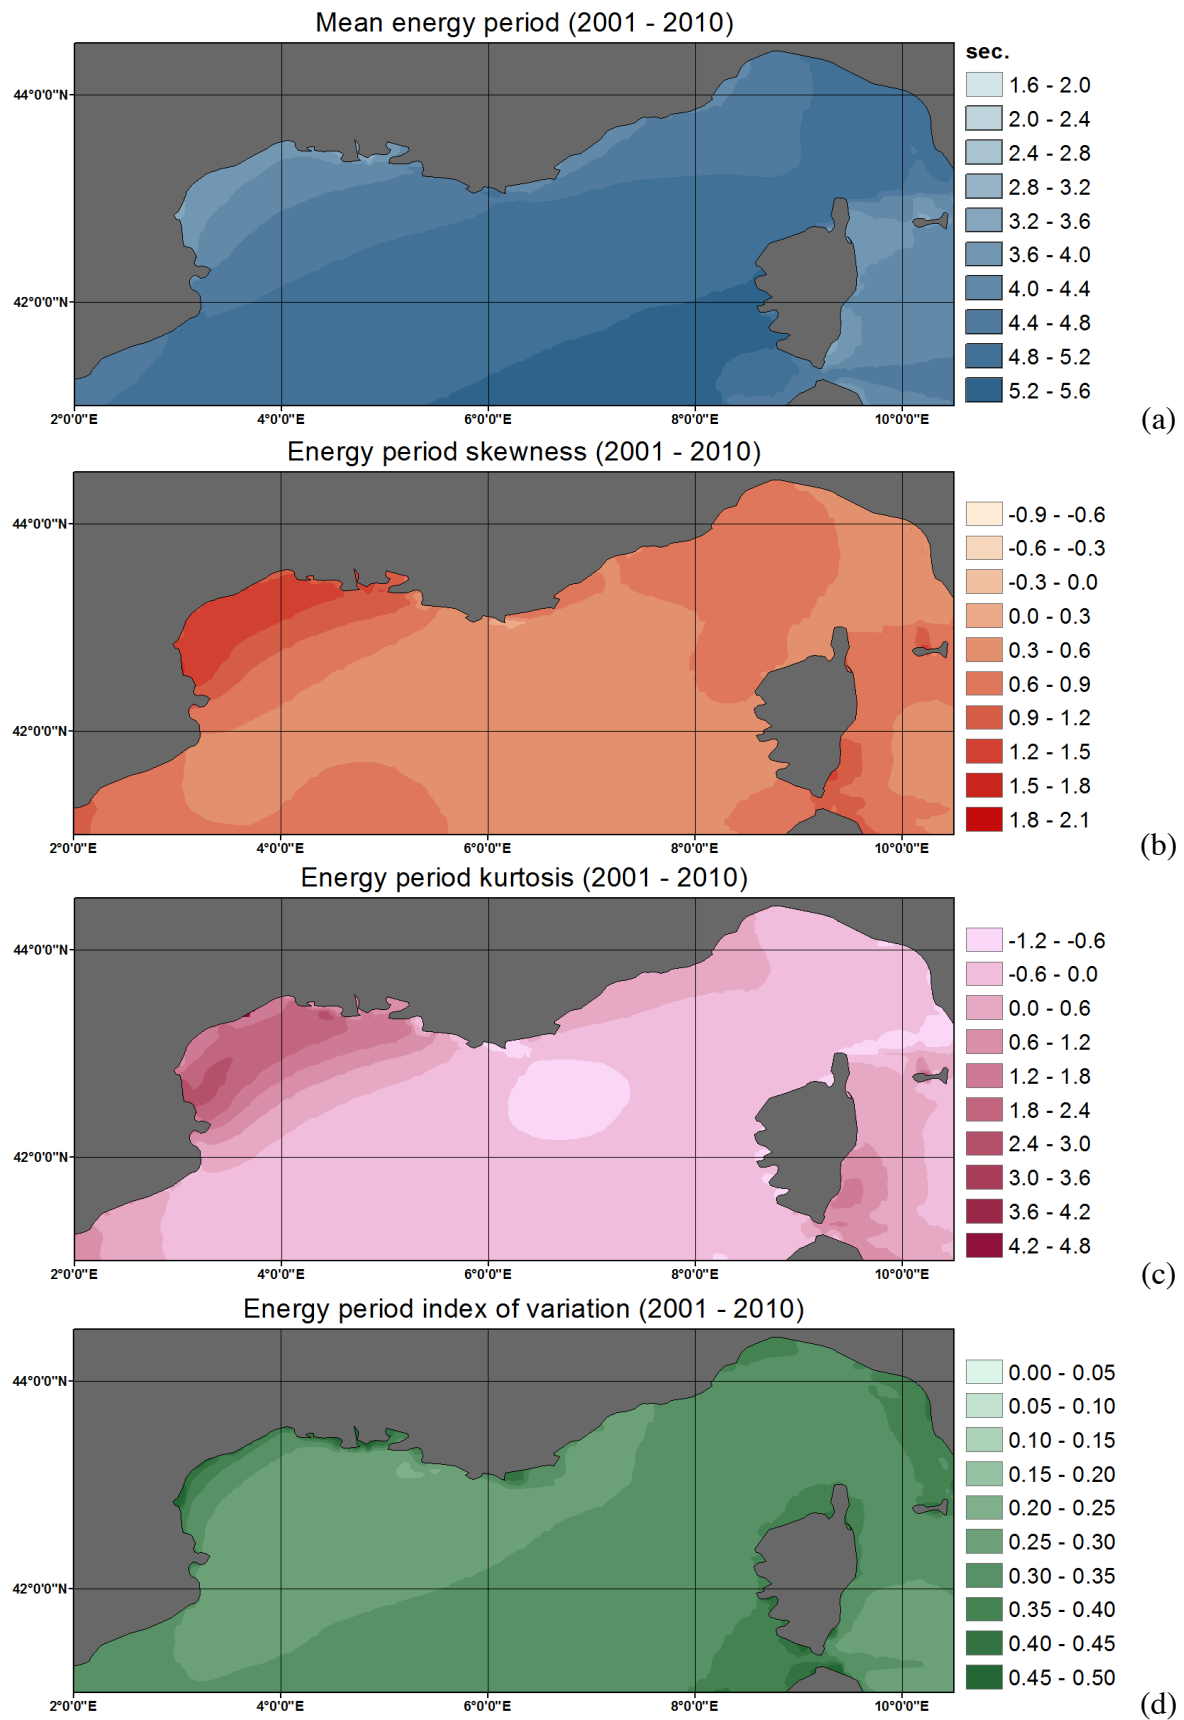 Mean energy period (2001 - 2010)
sec.
1.6 - 2.0
2.0 - 2.4
2.4 - 2.8
2.8 - 3.2
3.2 - 3.6
3.6 - 4.0
4.0 - 4.4
4.4 - 4.8
4.8 - 5.2
5.2 - 5.6
44°0'0"N
42°0'0"N
2°0'0"E 4°0'0"E 6°0'0"E 8°0'0"E 10°0'0"E
(a)
Energy period skewness (2001 - 2010)
-0.9 - -0.6
-0.6 - -0.3
-0.3 - 0.0
0.0 - 0.3
0.3 - 0.6
0.6 - 0.9
0.9 - 1.2
1.2 - 1.5
1.5 - 1.8
1.8 - 2.1
44°0'0"N
42°0'0"N
2°0'0"E 4°0'0"E 6°0'0"E 8°0'0"E 10°0'0"E
(b)
Energy period kurtosis (2001 - 2010)
-1.2 - -0.6
-0.6 - 0.0
0.0 - 0.6
0.6 - 1.2
1.2 - 1.8
1.8 - 2.4
2.4 - 3.0
3.0 - 3.6
3.6 - 4.2
4.2 - 4.8
44°0'0"N
42°0'0"N
2°0'0"E 4°0'0"E 6°0'0"E 8°0'0"E 10°0'0"E
(c)
Energy period index of variation (2001 - 2010)
0.00 - 0.05
0.05 - 0.10
0.10 - 0.15
0.15 - 0.20
0.20 - 0.25
0.25 - 0.30
0.30 - 0.35
0.35 - 0.40
0.40 - 0.45
0.45 - 0.50
44°0'0"N
42°0'0"N
2°0'0"E 4°0'0"E 6°0'0"E 8°0'0"E 10°0'0"E
(d)